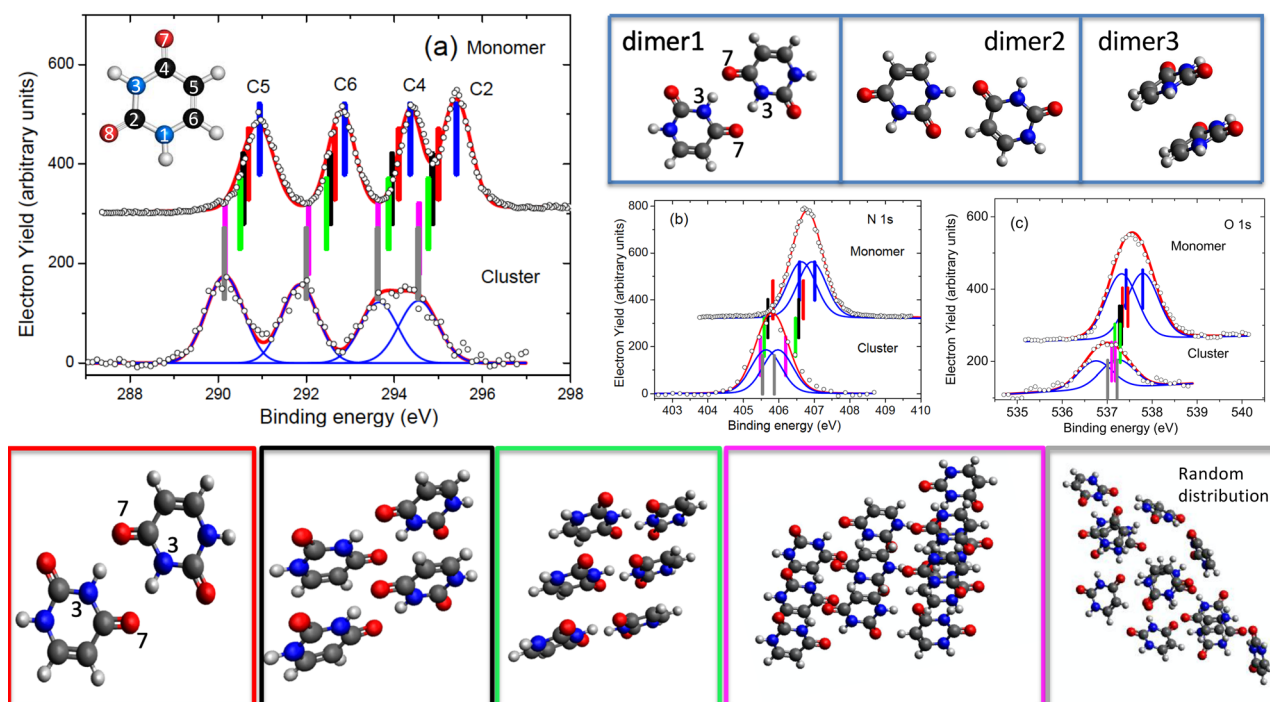 (a)
Monomer
C5
C6
C4
C2
7
4
3
5
2
6
8
1
Electron Yield (arbitrary units)
600
400
200
0
Cluster
288
290
292
294
296
298
Binding energy (eV)
dimer1
7
3
3
7
dimer2
dimer3
(b)
N 1s
Monomer
Cluster
Electron Yield (arbitrary units)
800
600
400
200
0
403
404
405
406
407
408
409
410
Binding energy (eV)
(c)
O 1s
Monomer
Cluster
Electron Yield (arbitrary units)
600
400
200
535
536
537
538
539
540
Binding energy (eV)
7
3
3
7
Random
distribution